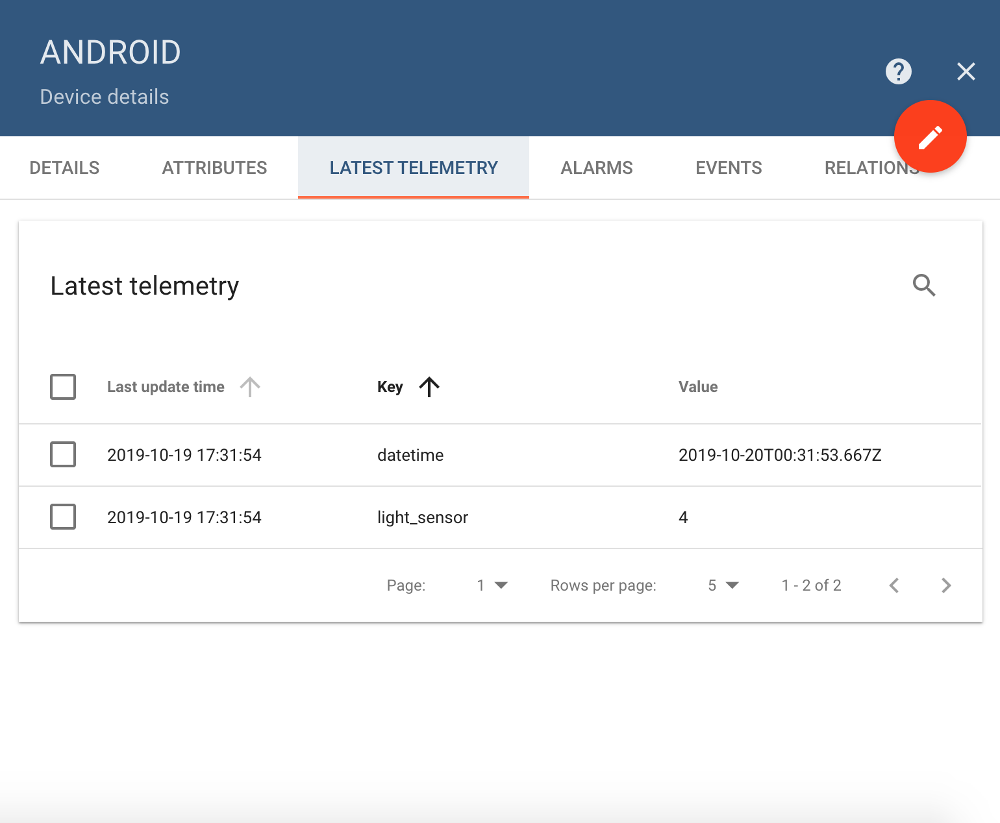 ANDROID
Device details
?
DETAILS ATTRIBUTES LATEST TELEMETRY ALARMS EVENTS RELATIONS
Latest telemetry
Last update time Key Value
2019-10-19 17:31:54 datetime 2019-10-20T00:31:53.667Z
2019-10-19 17:31:54 light_sensor 4
Page: 1 Rows per page: 5 1 - 2 of 2